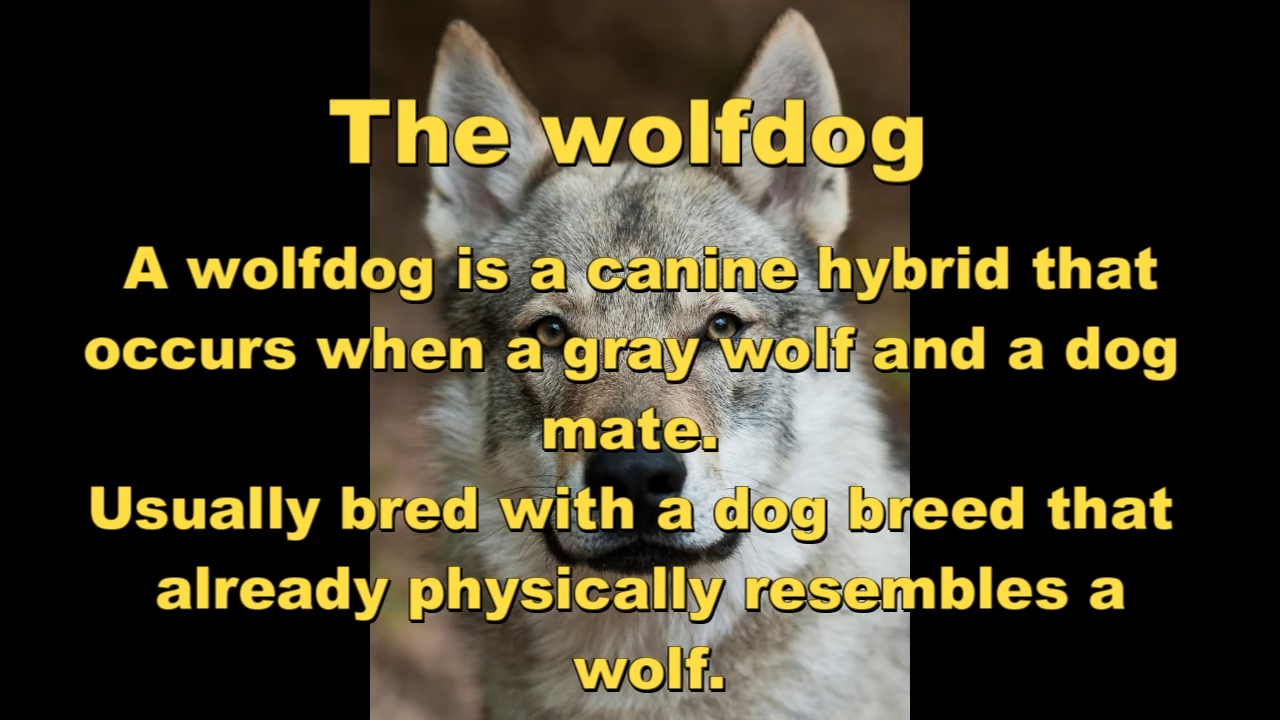 The wolfdog
A wolfdog is a canine hybrid that
occurs when a gray wolf and a dog
mate.
Usually bred with a dog breed that
already physically resembles a
wolf.